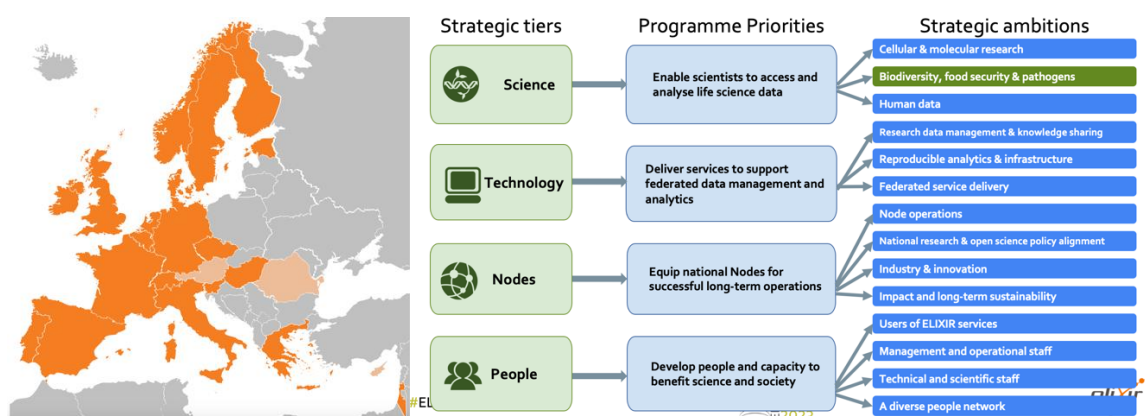 Strategic tiers
Programme Priorities
Strategic ambitions
Science
Enable scientists to access and
analyse life science data
Cellular & molecular research
Biodiversity, food security & pathogens
Human data
Technology
Deliver services to support
federated data management and
analytics
Research data management & knowledge sharing
Reproducible analytics & infrastructure
Federated service delivery
Nodes
Equip national Nodes for
successful long-term operations
Node operations
National research & open science policy alignment
Industry & innovation
Impact and long-term sustainability
People
Develop people and capacity to
benefit science and society
Users of ELIXIR services
Management and operational staff
Technical and scientific staff
A diverse people network
#EL
elixir